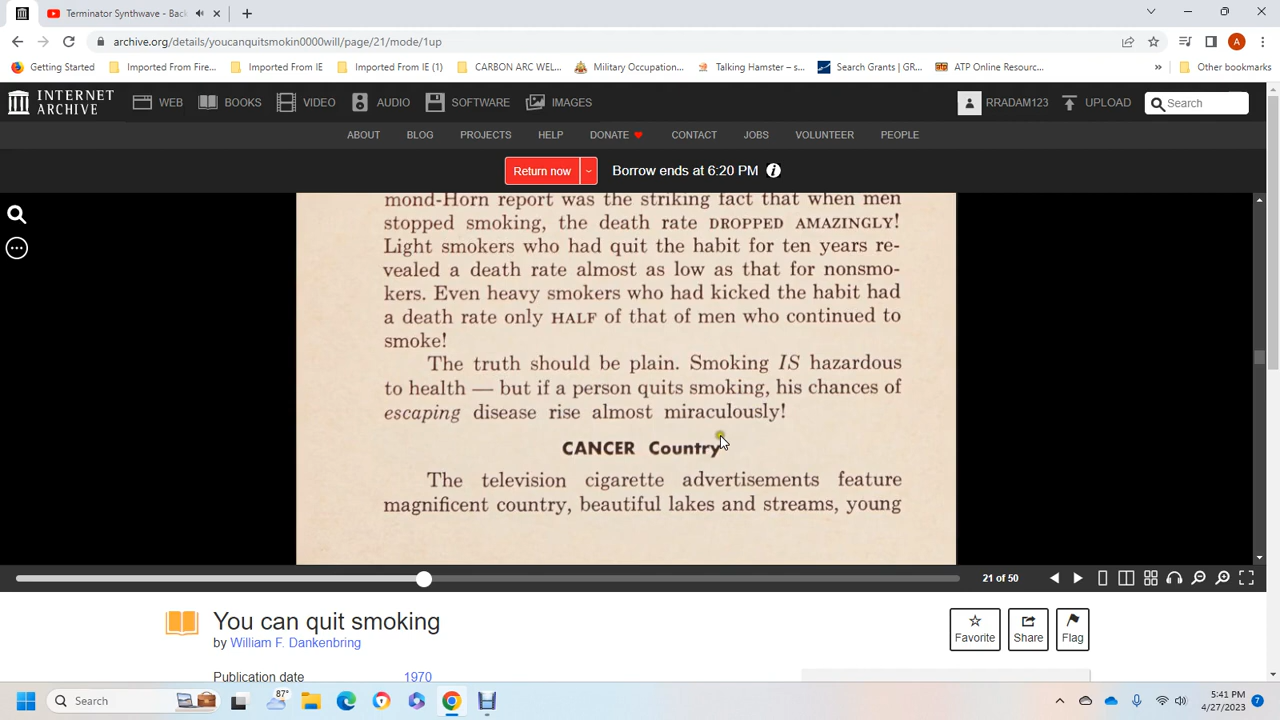 Terminator Synthwave - Bac
archive.org/details/youcanquitsmokin0000will/page/21/mode/1up
A
Getting Started
Imported From Fire...
Imported From IE
Imported From IE (1)
CARBON ARC WEL...
Military Occupation...
Talking Hamster – s...
Search Grants | GR...
ATP Online Resourc...
»
Other bookmarks
INTERNET
ARCHIVE
WEB
BOOKS
VIDEO
AUDIO
SOFTWARE
IMAGES
RRADAM123
UPLOAD
Search
ABOUT
BLOG
PROJECTS
HELP
DONATE
CONTACT
JOBS
VOLUNTEER
PEOPLE
Return now
Borrow ends at 6:20 PM
mond-Horn report was the striking fact that when men
stopped smoking, the death rate DROPPED AMAZINGLY!
Light smokers who had quit the habit for ten years re-
vealed a death rate almost as low as that for nonsmo-
kers. Even heavy smokers who had kicked the habit had
a death rate only HALF of that of men who continued to
smoke!
The truth should be plain. Smoking IS hazardous
to health — but if a person quits smoking, his chances of
escaping disease rise almost miraculously!
CANCER Country
The television cigarette advertisements feature
magnificent country, beautiful lakes and streams, young
21 of 50
You can quit smoking
by William F. Dankenbring
Favorite
Share
Flag
Publication date 1970
Search
87°
5:41 PM
4/27/2023
7